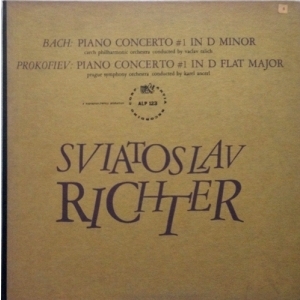 BACH: PIANO CONCERTO #1 IN D MINOR
czech philharmonic orchestra conducted by vaclav talich
PROKOFIEV: PIANO CONCERTO #1 IN D FLAT MAJOR
prague symphony orchestra conducted by karel ancerl
ALP 123
SVIATOSLAV
RICHTER